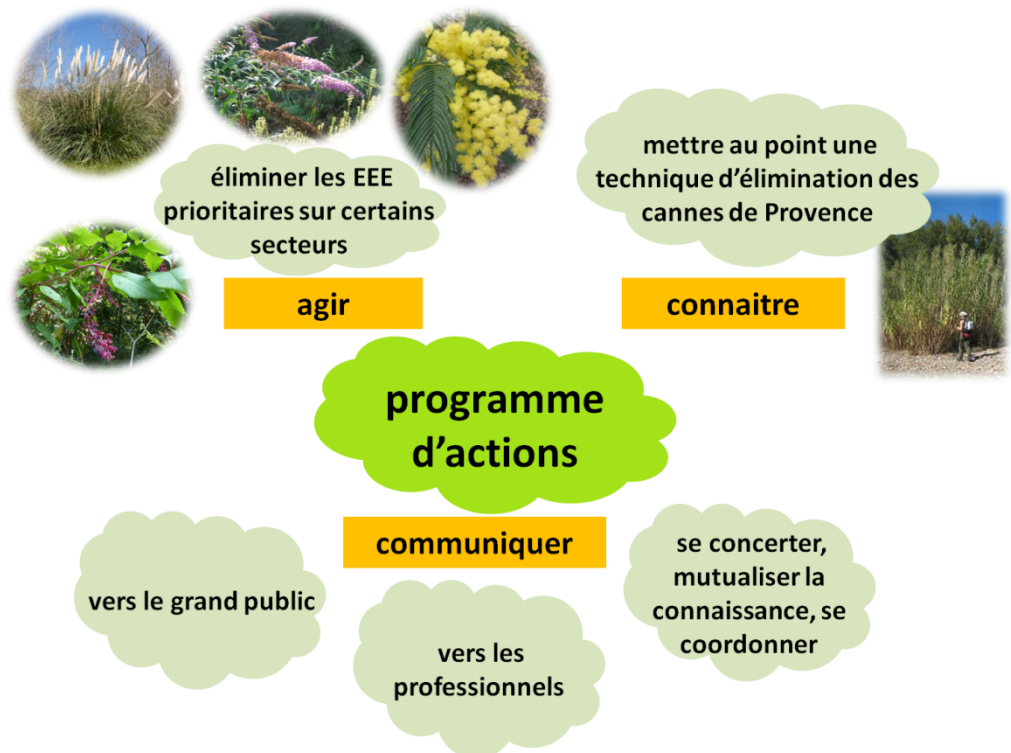 éliminer les EEE
prioritaires sur certains
secteurs
mettre au point une
technique d'élimination des
cannes de Provence
agir
connaitre
programme
d'actions
communiquer
vers le grand public
vers les
professionnels
se concerter,
mutualiser la
connaissance, se
coordonner